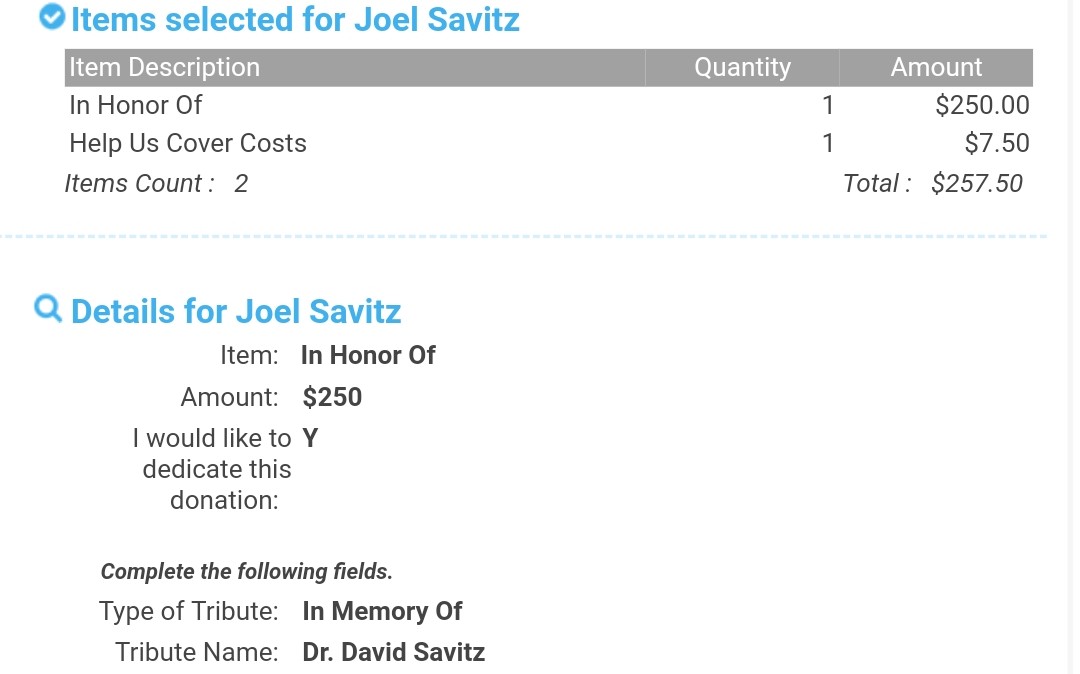 Items selected for Joel Savitz
Item Description Quantity Amount
In Honor Of 1 $250.00
Help Us Cover Costs 1 $7.50
Items Count : 2 Total : $257.50
Details for Joel Savitz
Item: In Honor Of
Amount: $250
I would like to Y
dedicate this
donation:
Complete the following fields.
Type of Tribute: In Memory Of
Tribute Name: Dr. David Savitz